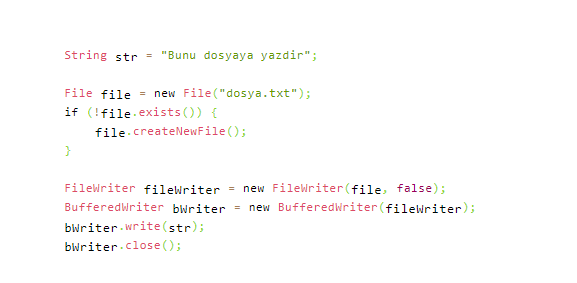 String str = "Bunu dosyaya yazdir";
File file = new File("dosya.txt");
if (!file.exists()) {
    file.createNewFile();
}
FileWriter fileWriter = new FileWriter(file, false);
BufferedWriter bWriter = new BufferedWriter(fileWriter);
bWriter.write(str);
bWriter.close();